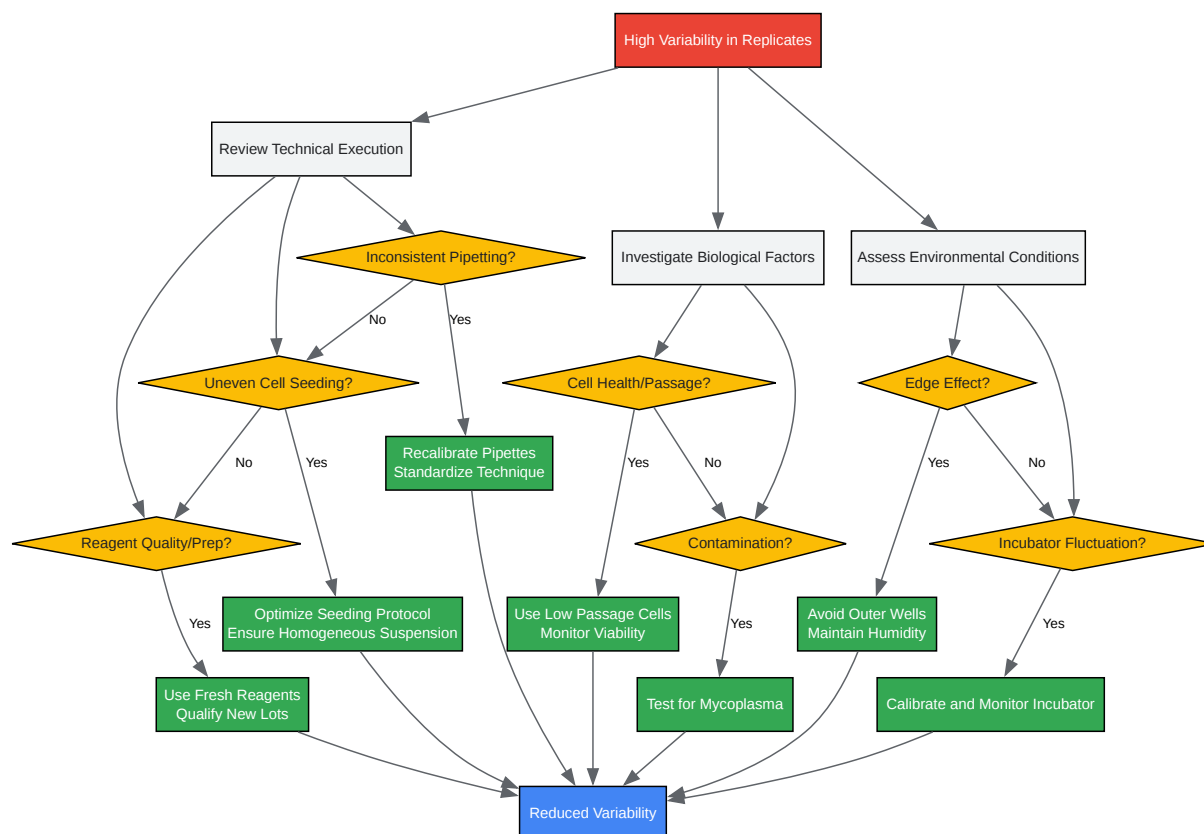 High Variability in Replicates
Review Technical Execution
Inconsistent Pipetting?
Investigate Biological Factors
Assess Environmental Conditions
No
Yes
Uneven Cell Seeding?
Cell Health/Passage?
Edge Effect?
No
Yes
Recalibrate Pipettes
Standardize Technique
Yes
No
Yes
No
Reagent Quality/Prep?
Contamination?
Incubator Fluctuation?
Yes
Optimize Seeding Protocol
Ensure Homogeneous Suspension
Use Low Passage Cells
Monitor Viability
Yes
Avoid Outer Wells
Maintain Humidity
Yes
Use Fresh Reagents
Qualify New Lots
Test for Mycoplasma
Calibrate and Monitor Incubator
Reduced Variability